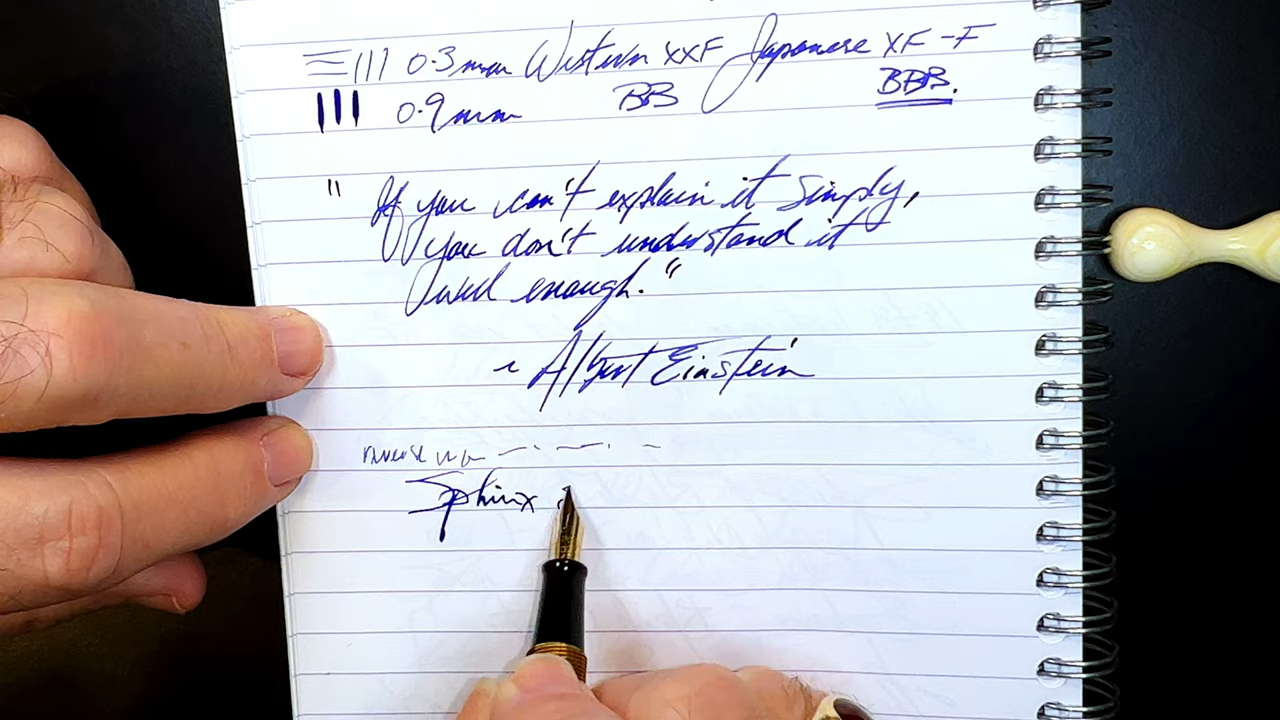 0.3mm Western XXF Japanese XF-F
0.9mm BB BBB.
"If you can't explain it simply,
you don't understand it
well enough."
~ Albert Einstein
reverse
Sphinx